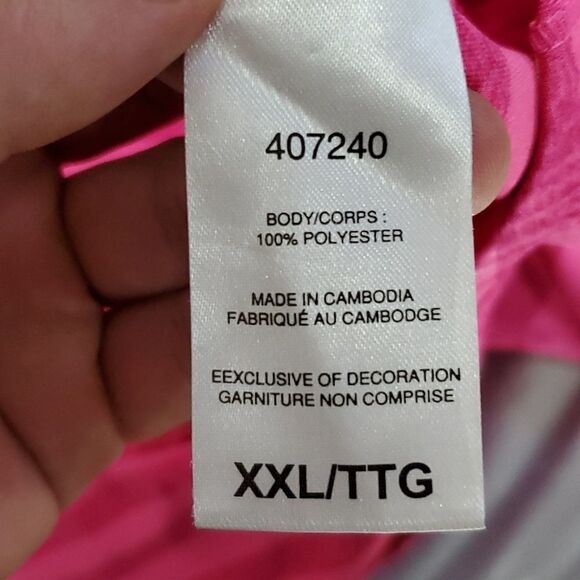 407240
BODY/CORPS :
100% POLYESTER
MADE IN CAMBODIA
FABRIQUÉ AU CAMBODGE
EEXCLUSIVE OF DECORATION
GARNITURE NON COMPRISE
XXL/TTG